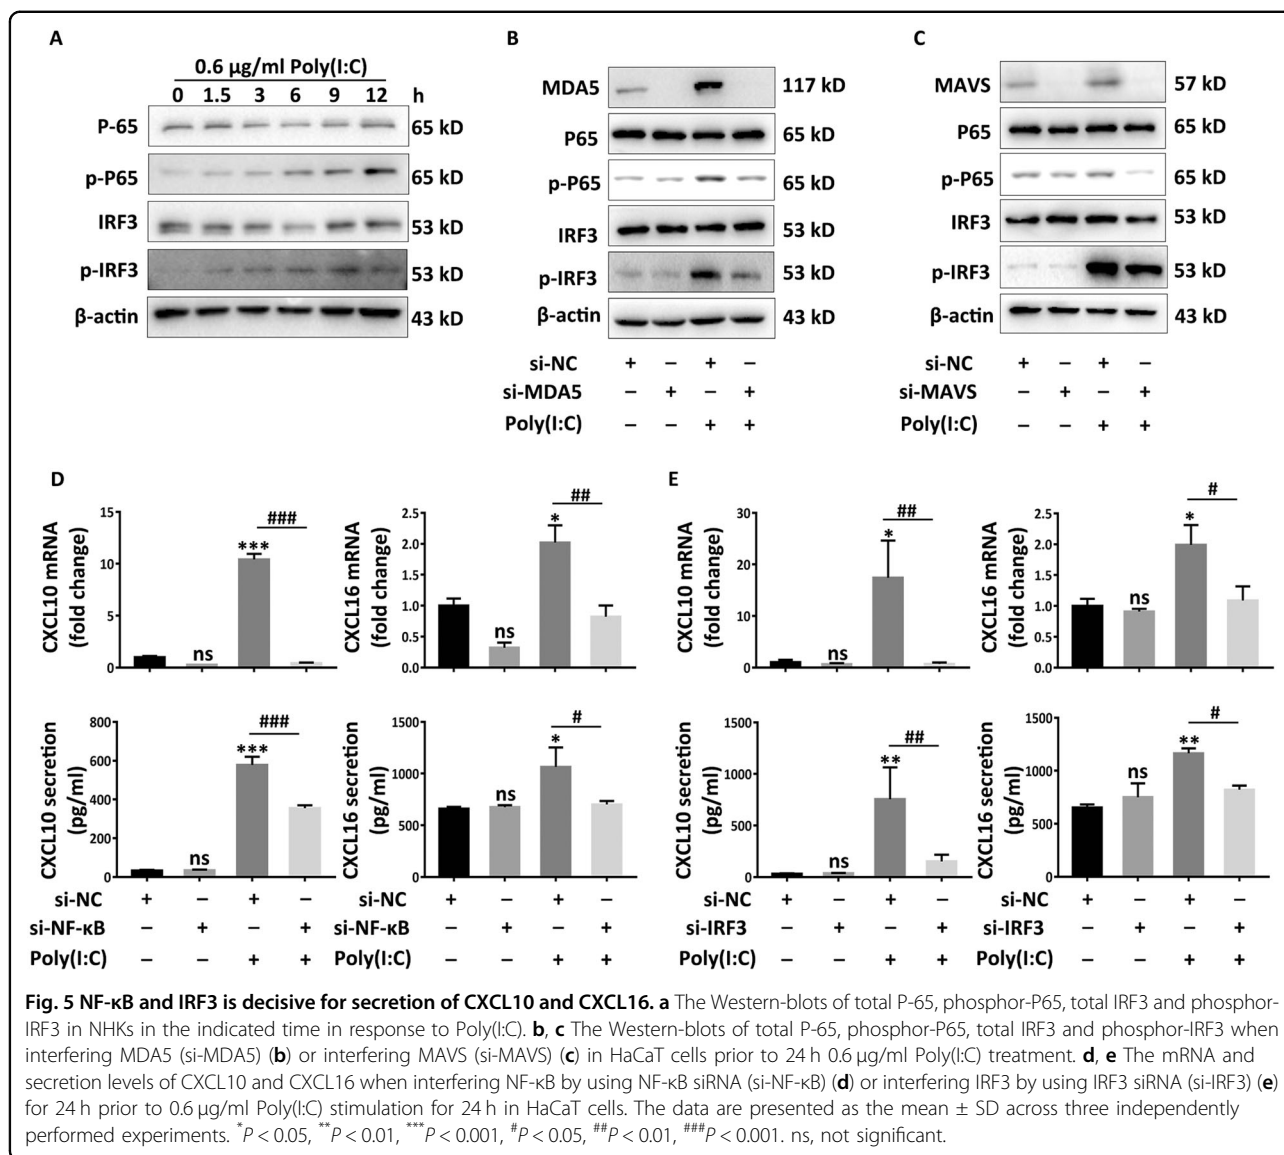 A
0.6 µg/ml Poly(I:C)
0 1.5 3 6 9 12 h
P-65 65 kD
p-P65 65 kD
IRF3 53 kD
p-IRF3 53 kD
β-actin 43 kD
B
MDA5 117 kD
P65 65 kD
p-P65 65 kD
IRF3 53 kD
p-IRF3 53 kD
β-actin 43 kD
si-NC + − + −
si-MDA5 − + − +
Poly(I:C) − − + +
C
MAVS 57 kD
P65 65 kD
p-P65 65 kD
IRF3 53 kD
p-IRF3 53 kD
β-actin 43 kD
si-NC + − + −
si-MAVS − + − +
Poly(I:C) − − + +
D
CXCL10 mRNA
(fold change)
15
10
5
0
ns
***
###
CXCL16 mRNA
(fold change)
2.5
2.0
1.5
1.0
0.5
0.0
ns
*
##
CXCL10 secretion
(pg/ml)
800
600
400
200
0
ns
***
###
CXCL16 secretion
(pg/ml)
1500
1000
500
0
ns
*
#
si-NC + − + − + − + −
si-NF-κB − + − + si-NF-κB − + − +
Poly(I:C) − − + + Poly(I:C) − − + +
E
CXCL10 mRNA
(fold change)
30
20
10
0
ns
*
##
CXCL16 mRNA
(fold change)
2.5
2.0
1.5
1.0
0.5
0.0
ns
*
#
CXCL10 secretion
(pg/ml)
1500
1000
500
0
ns
**
##
CXCL16 secretion
(pg/ml)
1500
1000
500
0
ns
**
#
si-NC + − + − si-NC + − + −
si-IRF3 − + − + si-IRF3 − + − +
Poly(I:C) − − + + Poly(I:C) − − + +
Fig. 5 NF-κB and IRF3 is decisive for secretion of CXCL10 and CXCL16. a The Western-blots of total P-65, phosphor-P65, total IRF3 and phosphor-
IRF3 in NHKs in the indicated time in response to Poly(I:C). b, c The Western-blots of total P-65, phosphor-P65, total IRF3 and phosphor-IRF3 when
interfering MDA5 (si-MDA5) (b) or interfering MAVS (si-MAVS) (c) in HaCaT cells prior to 24 h 0.6 µg/ml Poly(I:C) treatment. d, e The mRNA and
secretion levels of CXCL10 and CXCL16 when interfering NF-κB by using NF-κB siRNA (si-NF-κB) (d) or interfering IRF3 by using IRF3 siRNA (si-IRF3) (e)
for 24 h prior to 0.6 µg/ml Poly(I:C) stimulation for 24 h in HaCaT cells. The data are presented as the mean ± SD across three independently
performed experiments. *P < 0.05, **P < 0.01, ***P < 0.001, #P < 0.05, ##P < 0.01, ###P < 0.001. ns, not significant.